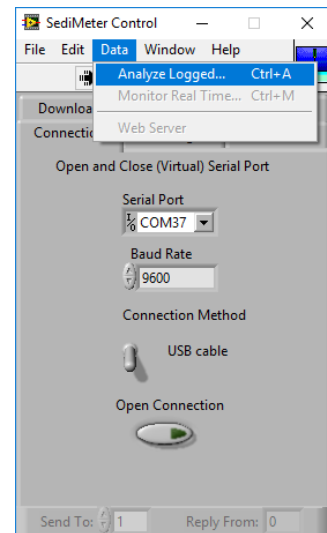 SediMeter Control
File Edit Data Window Help
Analyze Logged... Ctrl+A
Monitor Real Time... Ctrl+M
Web Server
Open and Close (Virtual) Serial Port
Serial Port
I/O COM37
Baud Rate
9600
Connection Method
USB cable
Open Connection
Send To: 1 Reply From: 0